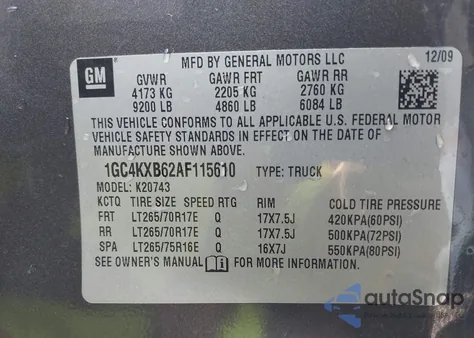 GM
MFD BY GENERAL MOTORS LLC 12/09
GVWR GAWR FRT GAWR RR
4173 KG 2205 KG 2760 KG
9200 LB 4860 LB 6084 LB
THIS VEHICLE CONFORMS TO ALL APPLICABLE U.S. FEDERAL MOTOR
VEHICLE SAFETY STANDARDS IN EFFECT ON THE DATE OF
MANUFACTURE SHOWN ABOVE.
1GC4KXB62AF115610 TYPE: TRUCK
MODEL: K20743
KCTQ TIRE SIZE SPEED RTG RIM COLD TIRE PRESSURE
FRT LT265/70R17E Q 17X7.5J 420KPA(60PSI)
RR LT265/70R17E Q 17X7.5J 500KPA(72PSI)
SPA LT265/75R16E Q 16X7J 550KPA(80PSI)
SEE OWNER'S MANUAL FOR MORE INFORMATION.
autoSnap